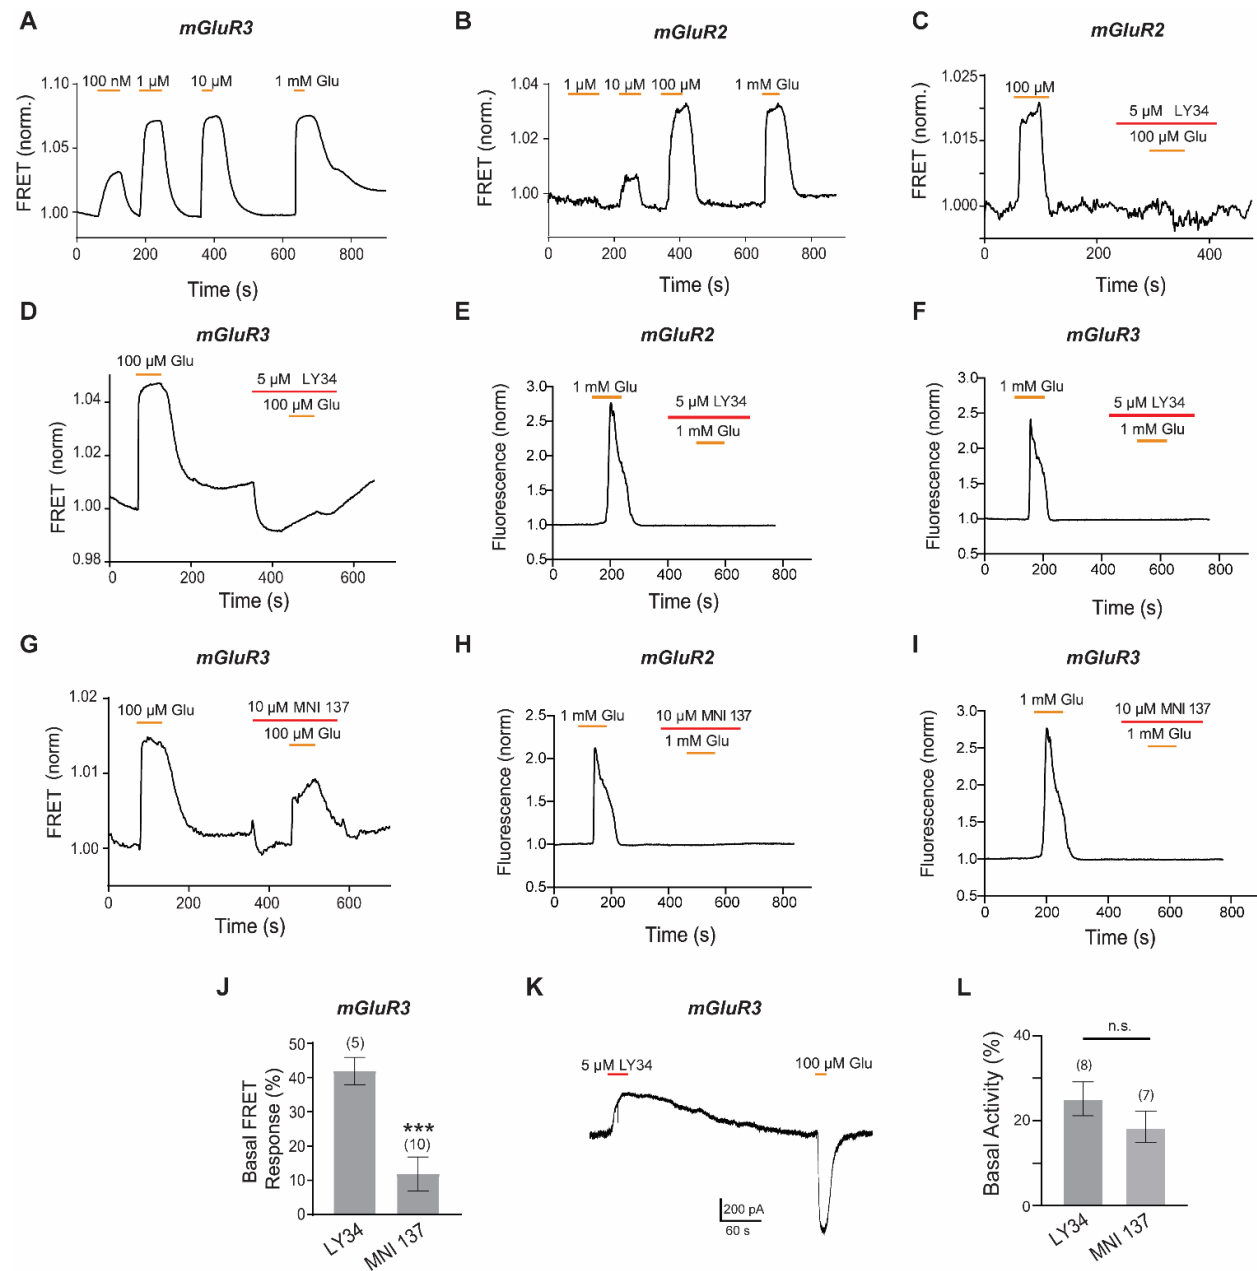 A
mGluR3
100 nM 1 µM 10 µM 1 mM Glu
FRET (norm.)
1.10
1.05
1.00
0 200 400 600 800
Time (s)
B
mGluR2
1 µM 10 µM 100 µM 1 mM Glu
FRET (norm.)
1.04
1.02
1.00
0 200 400 600 800
Time (s)
C
mGluR2
100 µM
5 µM LY34
100 µM Glu
FRET (norm.)
1.025
1.015
1.000
0 200 400
Time (s)
D
mGluR3
100 µM Glu
5 µM LY34
100 µM Glu
FRET (norm)
1.04
1.02
1.00
0.98
0 200 400 600
Time (s)
E
mGluR2
1 mM Glu
5 µM LY34
1 mM Glu
Fluorescence (norm)
3.0
2.5
2.0
1.5
1.0
0.5
0 200 400 600 800
Time (s)
F
mGluR3
1 mM Glu
5 µM LY34
1 mM Glu
Fluorescence (norm)
3.0
2.5
2.0
1.5
1.0
0.5
0 200 400 600 800
Time (s)
G
mGluR3
100 µM Glu
10 µM MNI 137
100 µM Glu
FRET (norm)
1.02
1.01
1.00
0 200 400 600
Time (s)
H
mGluR2
1 mM Glu
10 µM MNI 137
1 mM Glu
Fluorescence (norm)
2.5
2.0
1.5
1.0
0.5
0 200 400 600 800
Time (s)
I
mGluR3
1 mM Glu
10 µM MNI 137
1 mM Glu
Fluorescence (norm)
3.0
2.5
2.0
1.5
1.0
0.5
0 200 400 600 800
Time (s)
J
mGluR3
Basal FRET
Response (%)
50
40
30
20
10
0
(5)
***
(10)
LY34 MNI 137
K
mGluR3
5 µM LY34
100 µM Glu
200 pA
60 s
L
Basal Activity (%)
40
20
0
n.s.
(8)
(7)
LY34 MNI 137